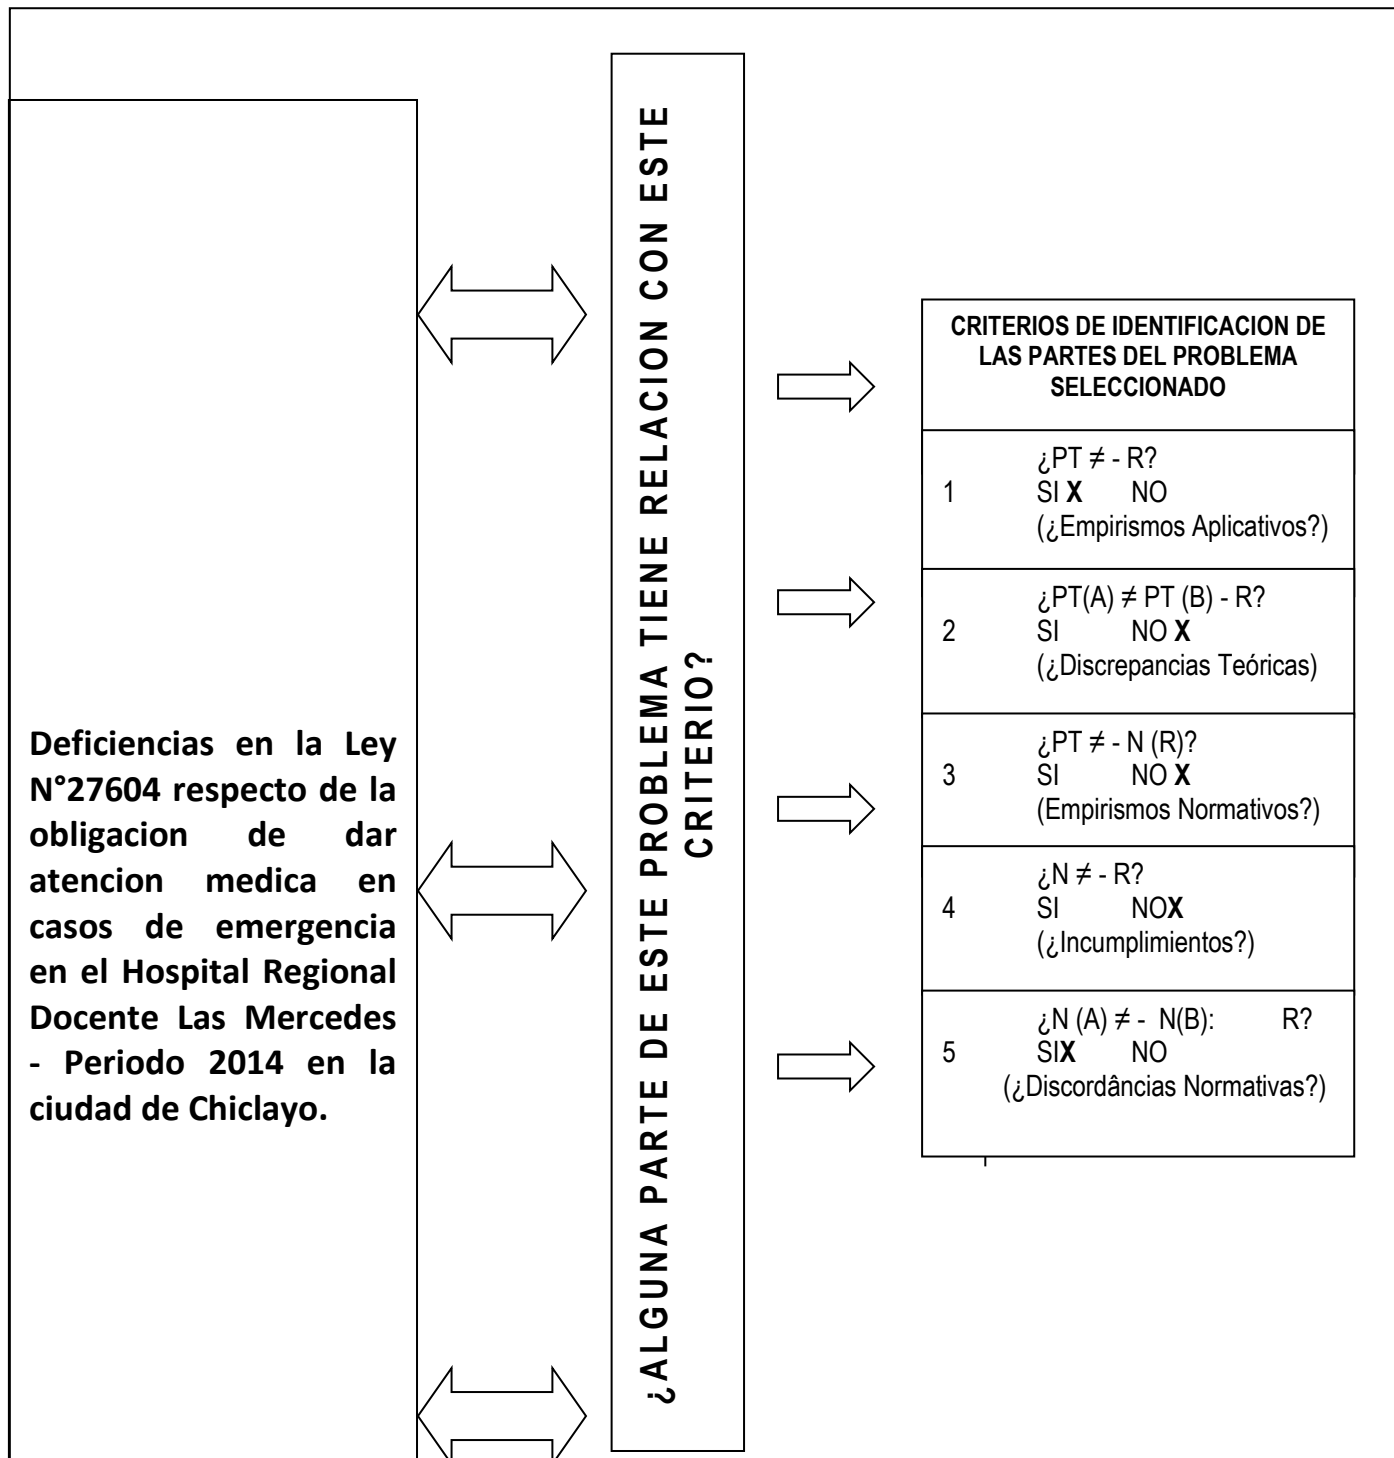 Deficiencias en la Ley
N°27604 respecto de la
obligacion de dar
atencion medica en
casos de emergencia
en el Hospital Regional
Docente Las Mercedes
- Periodo 2014 en la
ciudad de Chiclayo.
¿ALGUNA PARTE DE ESTE PROBLEMA TIENE RELACION CON ESTE
CRITERIO?
CRITERIOS DE IDENTIFICACION DE
LAS PARTES DEL PROBLEMA
SELECCIONADO
¿PT ≠ - R?
1 SI X NO
(¿Empirismos Aplicativos?)
¿PT(A) ≠ PT (B) - R?
2 SI NO X
(¿Discrepancias Teóricas)
¿PT ≠ - N (R)?
3 SI NO X
(Empirismos Normativos?)
¿N ≠ - R?
4 SI NOX
(¿Incumplimientos?)
¿N (A) ≠ - N(B): R?
5 SIX NO
(¿Discordâncias Normativas?)